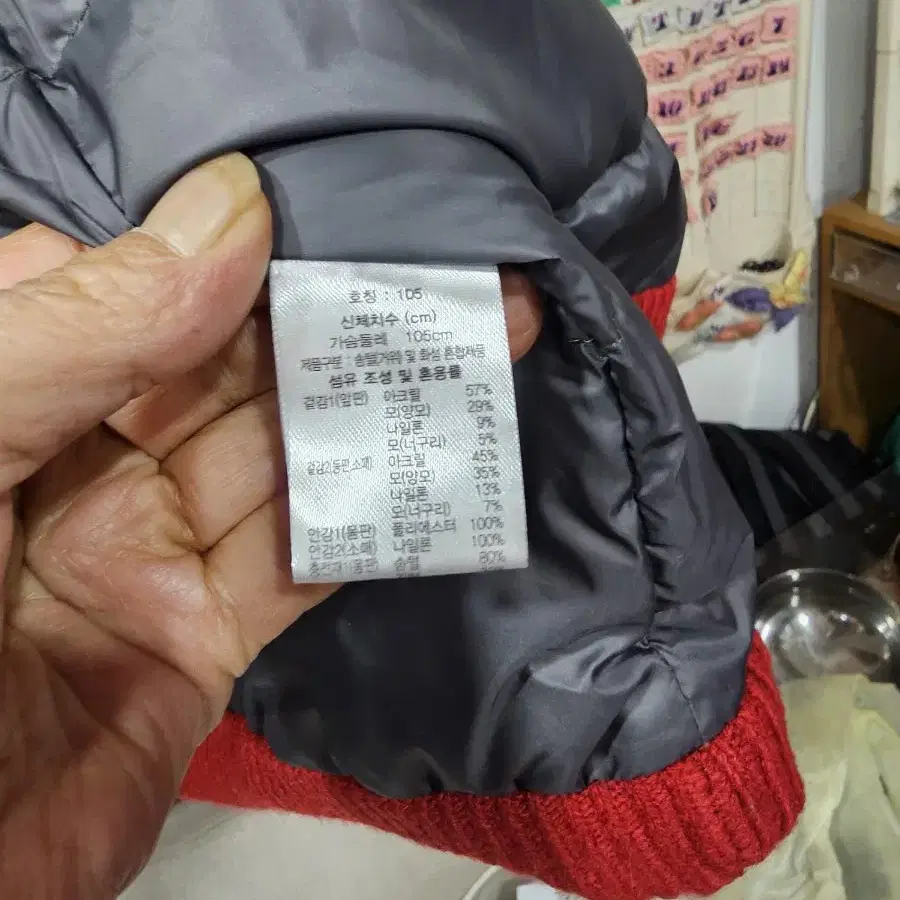 호칭 : 105
신체치수 (cm)
가슴둘레 105cm
제품구분 : 솜털거위 및 화섬 혼합제품
섬유 조성 및 혼용률
겉감1(앞판) 아크릴 57%
모(양모) 29%
나일론 9%
모(너구리) 5%
겉감2(뒷판,소매) 아크릴 45%
모(양모) 35%
나일론 13%
모(너구리) 7%
안감1(몸판) 폴리에스터 100%
안감2(소매) 나일론 100%
충전재1(몸판) 솜털 80%